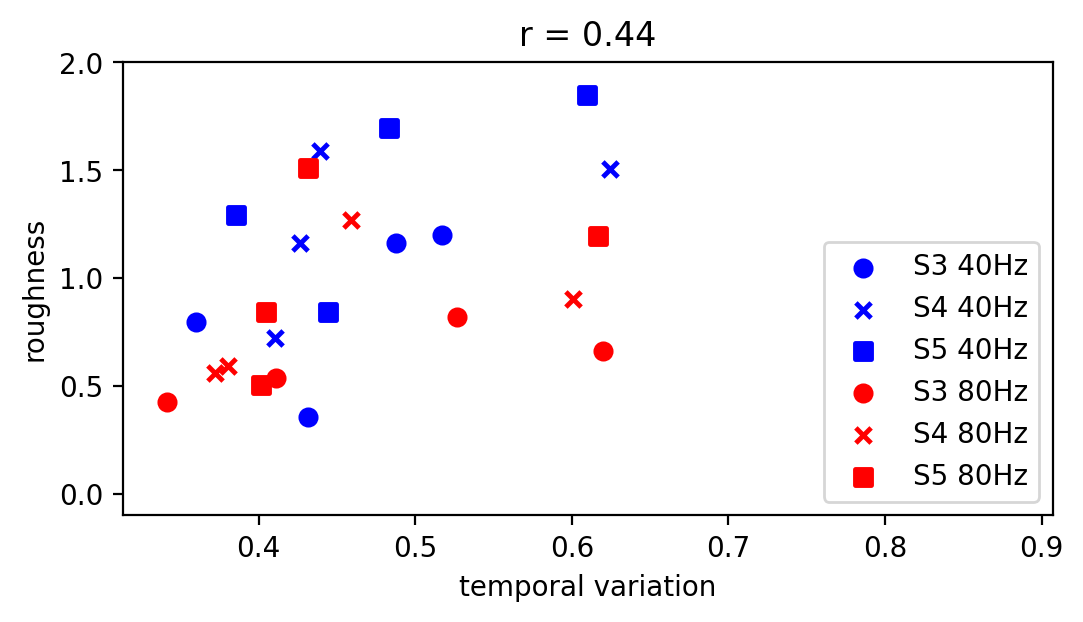 r = 0.44
roughness
2.0
1.5
1.0
0.5
0.0
0.4 0.5 0.6 0.7 0.8 0.9
temporal variation
S3 40Hz
S4 40Hz
S5 40Hz
S3 80Hz
S4 80Hz
S5 80Hz